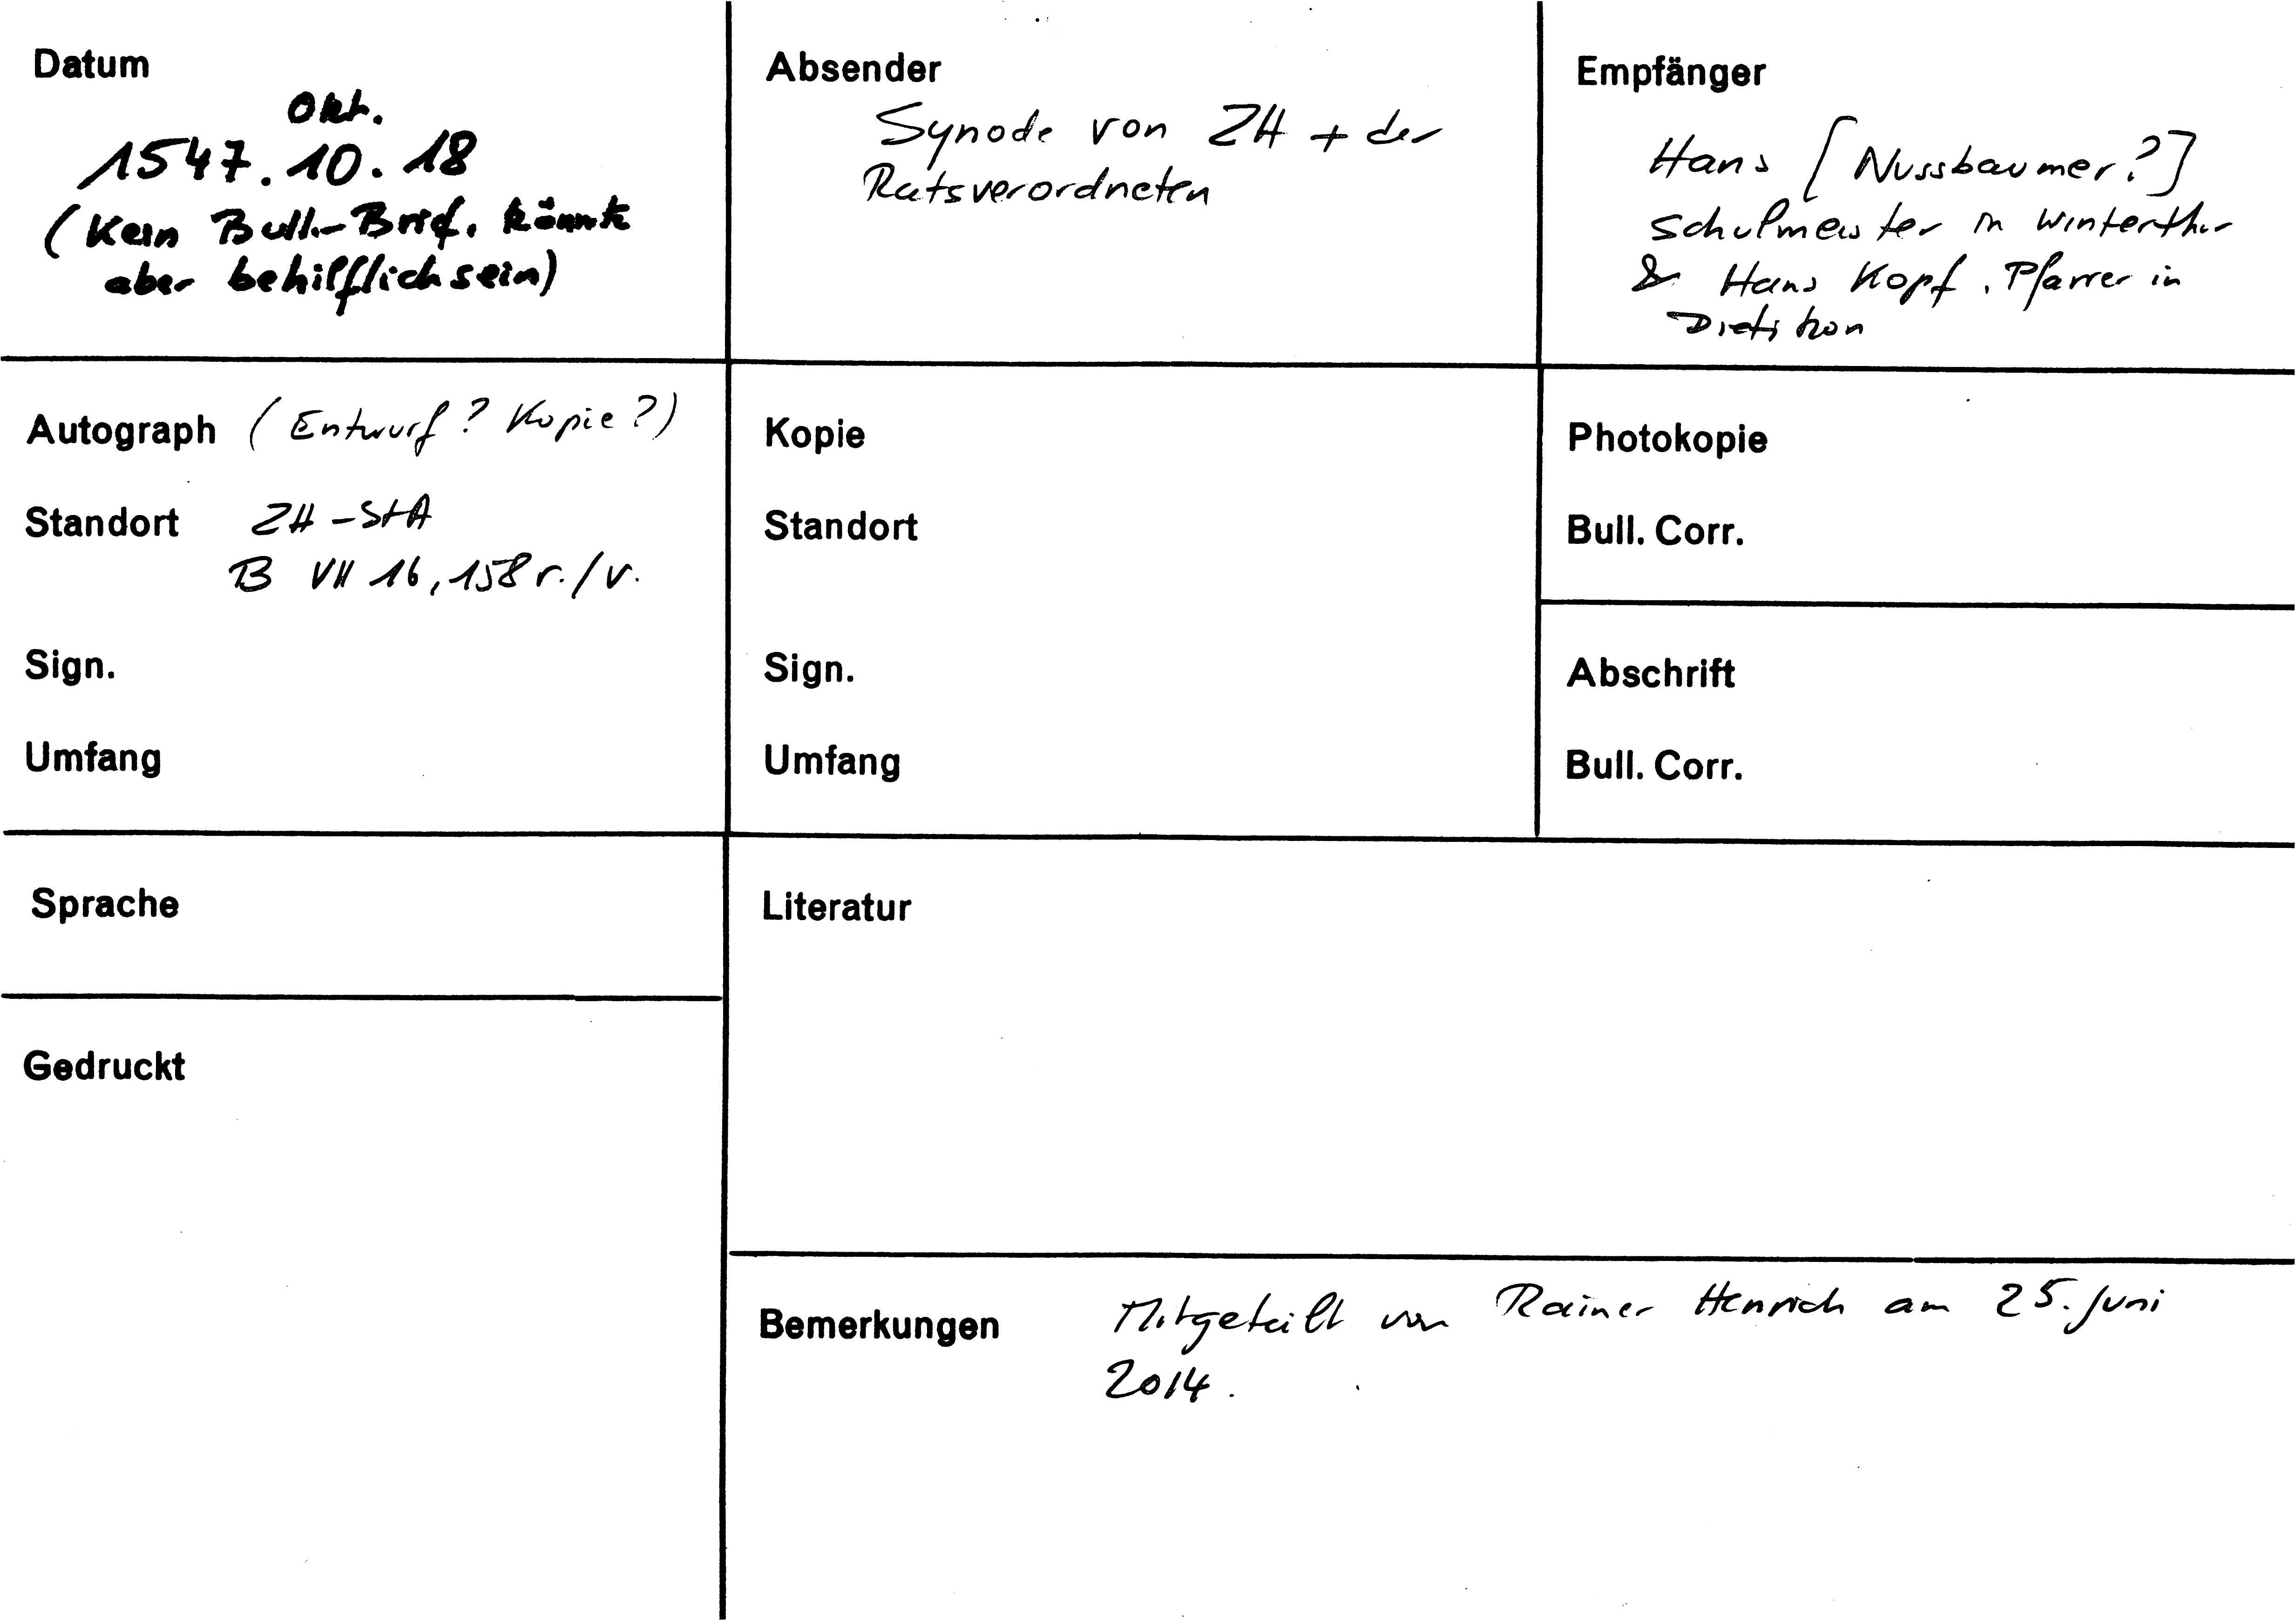 Datum
Okt.
1547.10.18
(Kein Bull.-Brief. könnte
aber behilflich sein)
Absender
Synode von ZH + der
Ratsverordneten
Empfänger
Hans [Nussbaumer?]
Schulmeister in Winterthur
& Hans Kopf, Pfarrer in
Dietikon
Autograph (Entwurf? Kopie?)
Standort ZH-StA
B VII 16, 158 r./v.
Sign.
Umfang
Kopie
Standort
Sign.
Umfang
Photokopie
Bull. Corr.
Abschrift
Bull. Corr.
Sprache
Gedruckt
Literatur
Bemerkungen Mitgeteilt von Rainer Henrich am 25. Juni
2014.